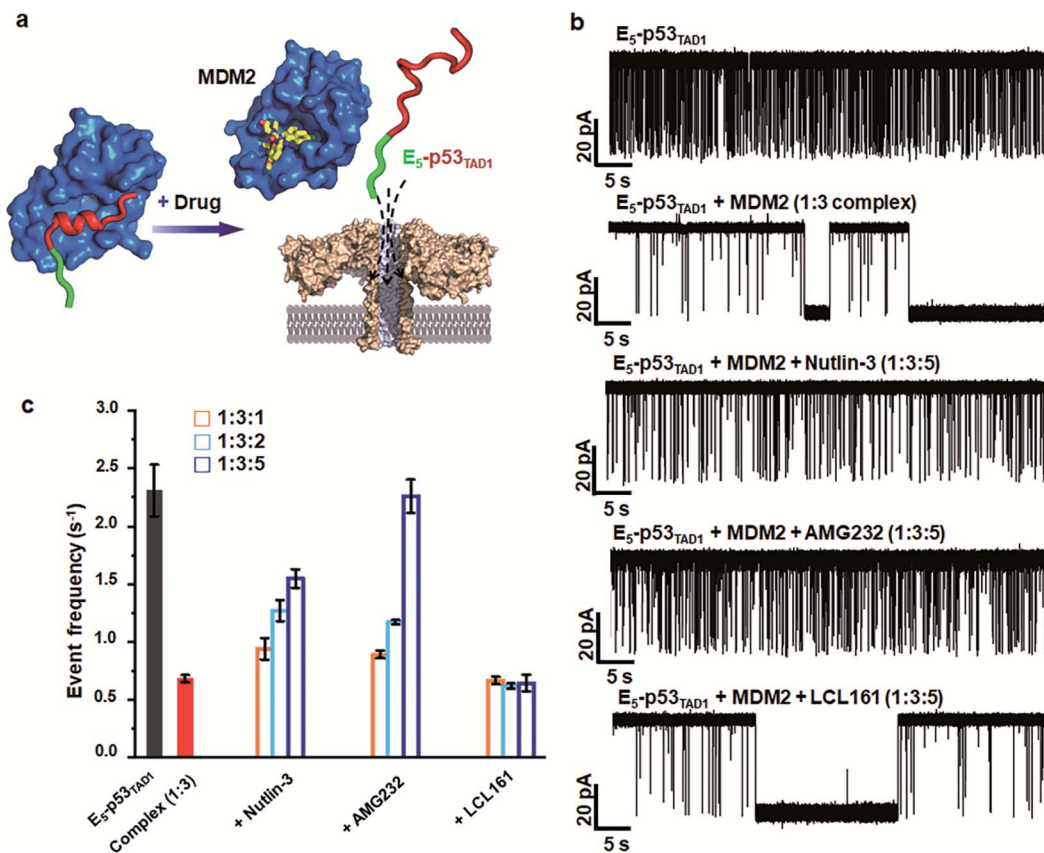 a
MDM2
E5-p53TAD1
+ Drug
b
E5-p53TAD1
20 pA
5 s
E5-p53TAD1 + MDM2 (1:3 complex)
20 pA
5 s
E5-p53TAD1 + MDM2 + Nutlin-3 (1:3:5)
20 pA
5 s
E5-p53TAD1 + MDM2 + AMG232 (1:3:5)
20 pA
5 s
E5-p53TAD1 + MDM2 + LCL161 (1:3:5)
20 pA
5 s
c
1:3:1
1:3:2
1:3:5
Event frequency (s-1)
3.0
2.5
2.0
1.5
1.0
0.5
0.0
E5-p53TAD1
Complex (1:3)
+ Nutlin-3
+ AMG232
+ LCL161